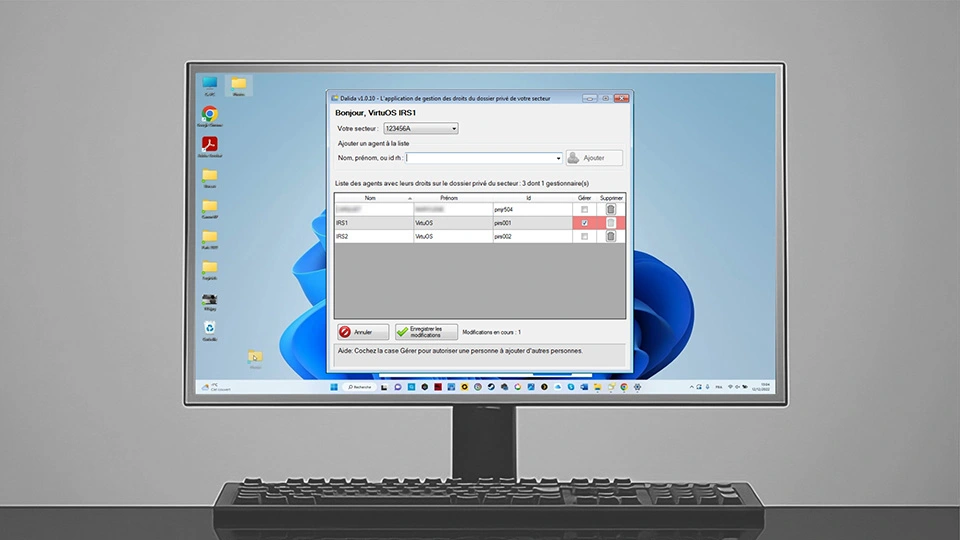 Dalida v1.0.10 - L'application de gestion des droits du dossier privé de votre secteur
Bonjour, VirtuOS IRS1
Votre secteur :
123456A
Ajouter un agent à la liste
Nom, prénom, ou id rh :
Ajouter
Liste des agents avec leurs droits sur le dossier privé du secteur : 3 dont 1 gestionnaire(s)
Nom Prénom Id Gérer Supprimer
pmjr504
IRS1 VirtuOS pirs001
IRS2 VirtuOS pirs002
Annuler
Enregistrer les
modifications
Modifications en cours : 1
Aide: Cochez la case Gérer pour autoriser une personne à ajouter d'autres personnes.
Google Chrome
Recherche